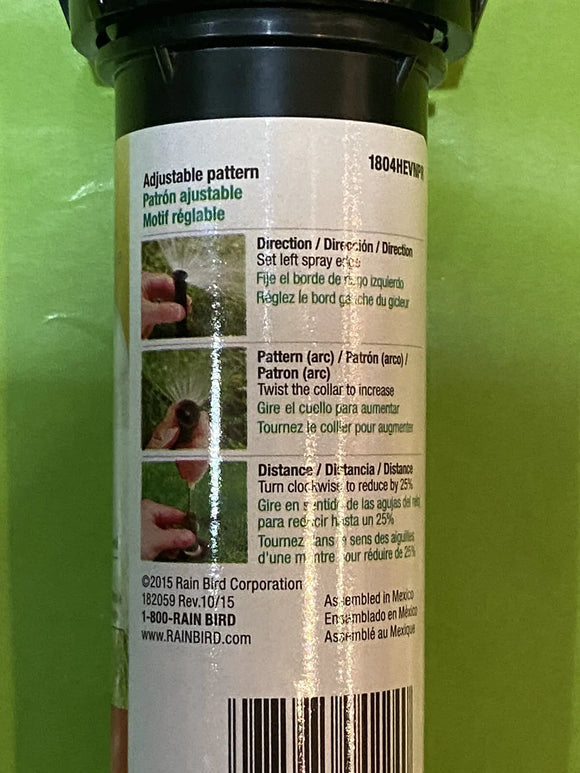 Adjustable pattern
Patrón ajustable
Motif réglable
Direction / Dirección / Direction
Set left spray edge
Fije el borde de riego izquierdo
Réglez le bord gauche du gicleur
Pattern (arc) / Patrón (arco) /
Patron (arc)
Twist the collar to increase
Gire el cuello para aumentar
Tournez le collier pour augmenter
Distance / Distancia / Distance
Turn clockwise to reduce by 25%
Gire en sentido de las agujas del reloj
para reducir hasta un 25%
Tournez dans le sens des aiguilles
d'une montre pour réduire de 25%
©2015 Rain Bird Corporation
182059 Rev.10/15
1-800-RAIN BIRD
www.RAINBIRD.com
Assembled in Mexico
Ensamblado en México
Assemblé au Mexique